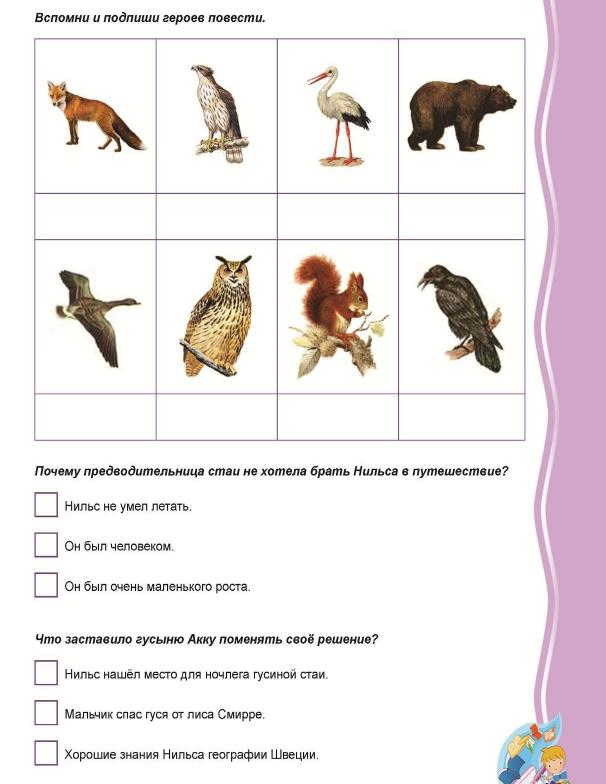 Вспомни и подпиши героев повести.
Почему предводительница стаи не хотела брать Нильса в путешествие?
Нильс не умел летать.
Он был человеком.
Он был очень маленького роста.
Что заставило гусыню Акку поменять своё решение?
Нильс нашёл место для ночлега гусиной стаи.
Мальчик спас гуся от лиса Смирре.
Хорошие знания Нильса географии Швеции.